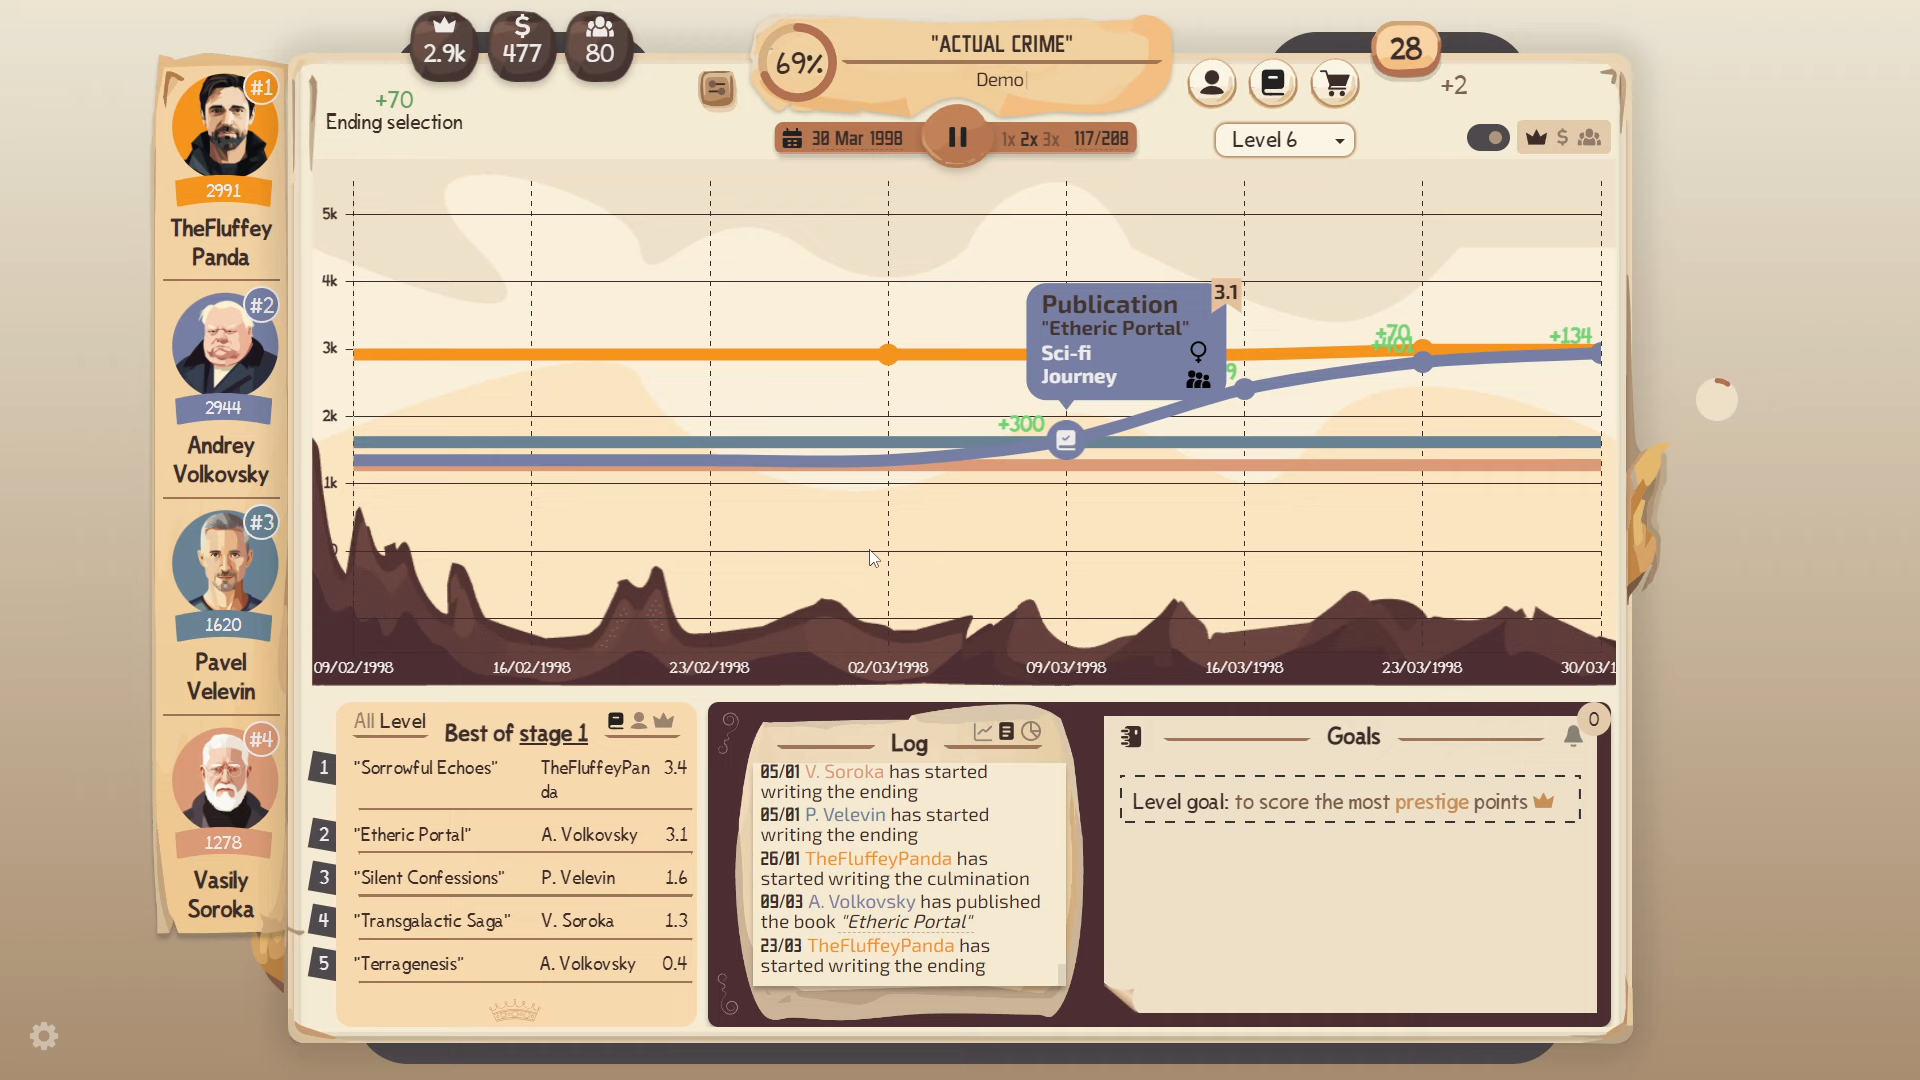 2.9k
$
477
80
69%
"ACTUAL CRIME"
Demo
28
+2
+70
Ending selection
30 Mar 1998
1x 2x 3x
117/208
Level 6
$
#1
2991
TheFluffey
Panda
#2
2944
Andrey
Volkovsky
#3
1620
Pavel
Velevin
#4
1278
Vasily
Soroka
5k
4k
3k
2k
1k
0
Publication
3.1
"Etheric Portal"
Sci-fi
Journey
+300
9
+70
+134
09/02/1998
16/02/1998
23/02/1998
02/03/1998
09/03/1998
16/03/1998
23/03/1998
30/03/1
All Level
Best of stage 1
1 "Sorrowful Echoes" TheFluffeyPan 3.4
da
2 "Etheric Portal" A. Volkovsky 3.1
3 "Silent Confessions" P. Velevin 1.6
4 "Transgalactic Saga" V. Soroka 1.3
5 "Terragenesis" A. Volkovsky 0.4
Log
05/01 V. Soroka has started
writing the ending
05/01 P. Velevin has started
writing the ending
26/01 TheFluffeyPanda has
started writing the culmination
09/03 A. Volkovsky has published
the book "Etheric Portal"
23/03 TheFluffeyPanda has
started writing the ending
Goals
0
Level goal: to score the most prestige points